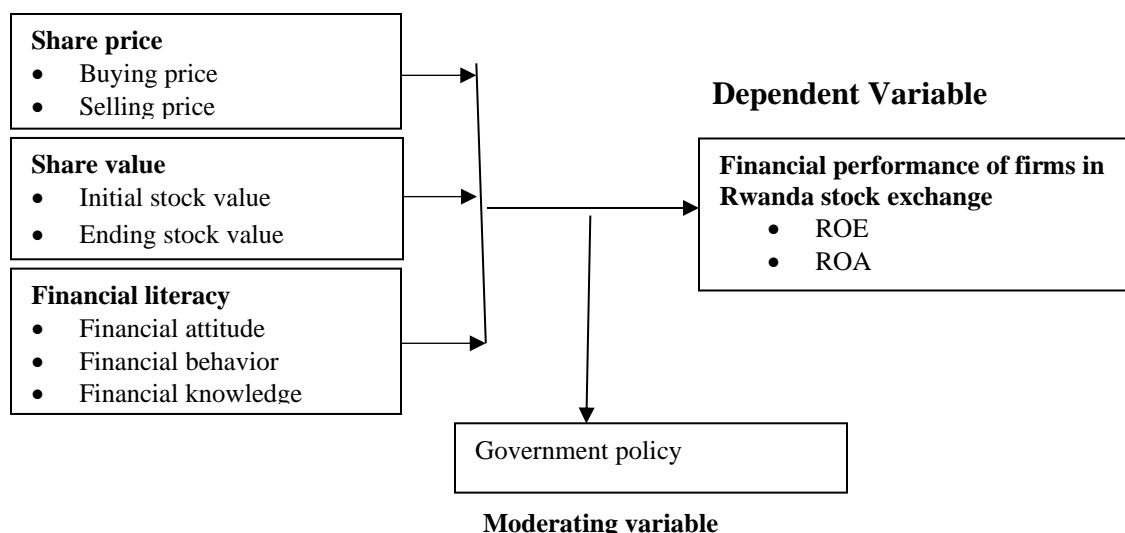 Share price
• Buying price
• Selling price
Share value
• Initial stock value
• Ending stock value
Financial literacy
• Financial attitude
• Financial behavior
• Financial knowledge
Dependent Variable
Financial performance of firms in
Rwanda stock exchange
• ROE
• ROA
Government policy
Moderating variable